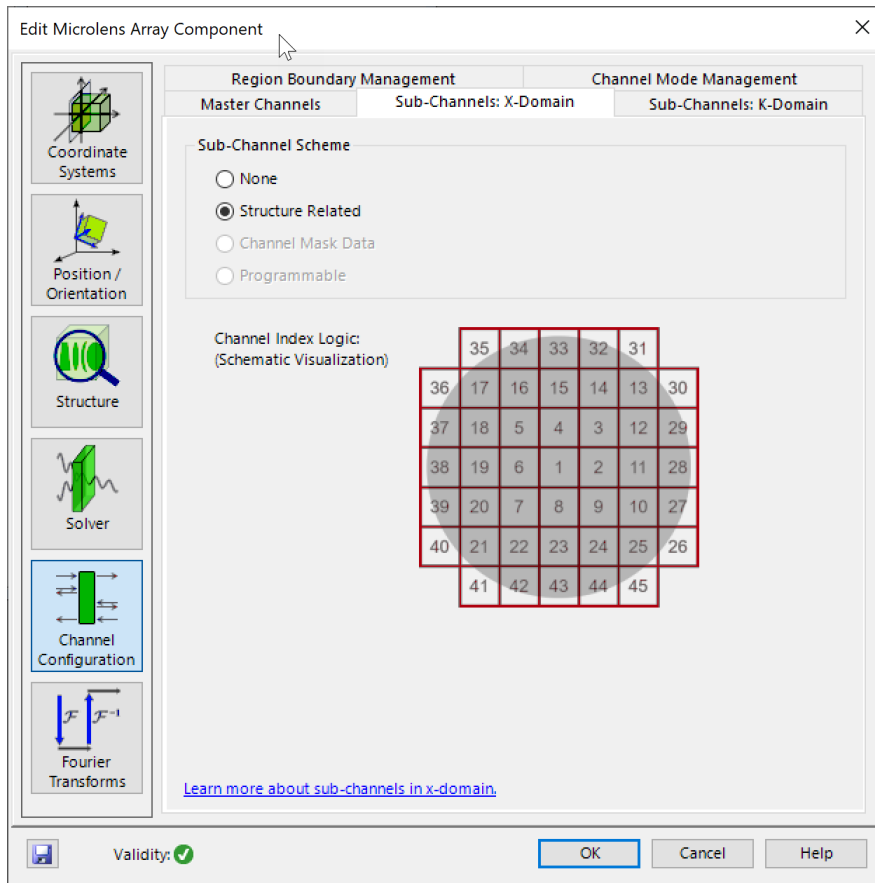 Edit Microlens Array Component
Coordinate
Systems
Position /
Orientation
Structure
Solver
Channel
Configuration
ℱ ℱ⁻¹
Fourier
Transforms
Region Boundary Management Channel Mode Management
Master Channels Sub-Channels: X-Domain Sub-Channels: K-Domain
Sub-Channel Scheme
None
Structure Related
Channel Mask Data
Programmable
Channel Index Logic:
(Schematic Visualization)
35 34 33 32 31
36 17 16 15 14 13 30
37 18 5 4 3 12 29
38 19 6 1 2 11 28
39 20 7 8 9 10 27
40 21 22 23 24 25 26
41 42 43 44 45
Learn more about sub-channels in x-domain.
Validity: OK Cancel Help